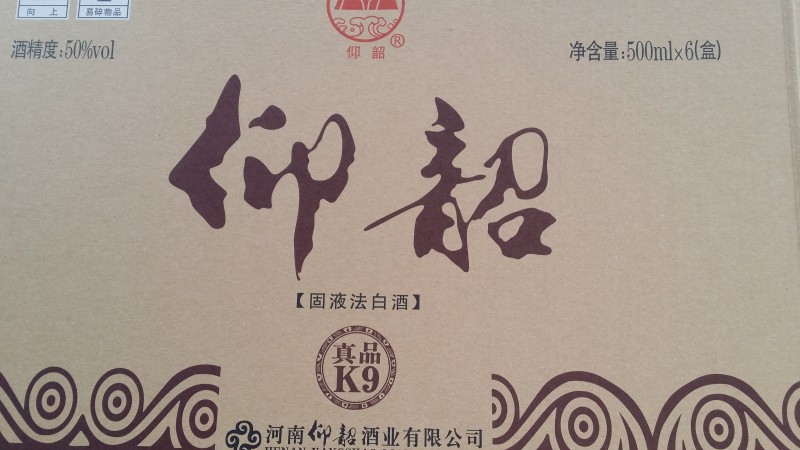 向 上
易碎物品
仰韶®
酒精度:50%vol
净含量:500ml×6(盒)
仰韶
【固液法白酒】
真品
K9
河南仰韶酒业有限公司